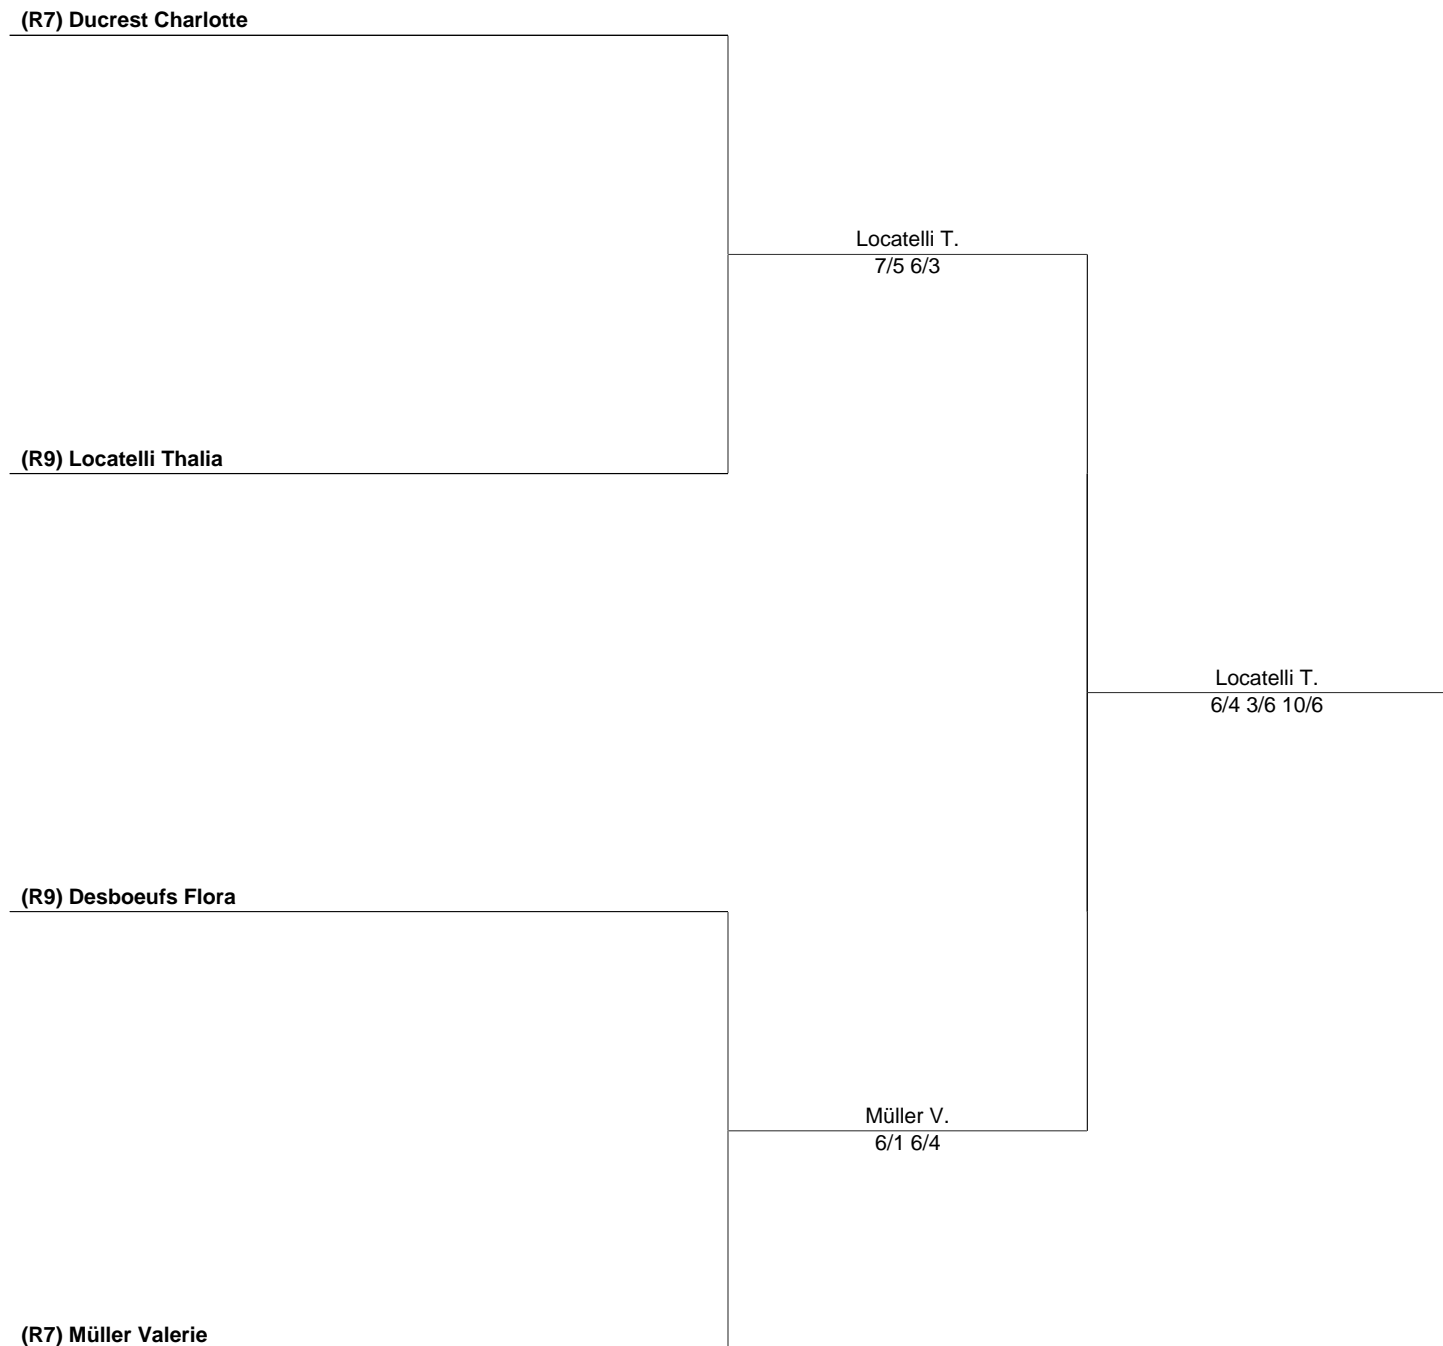 (R7) Ducrest Charlotte
Locatelli T.
7/5 6/3
(R9) Locatelli Thalia
Locatelli T.
6/4 3/6 10/6
(R9) Desboeufs Flora
Müller V.
6/1 6/4
(R7) Müller Valerie